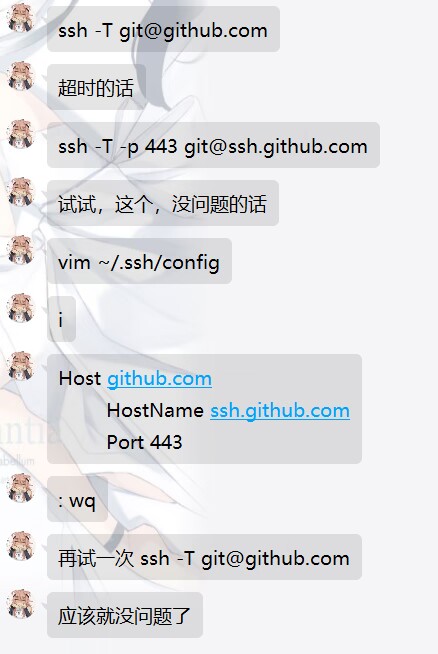 ssh -T git@github.com
超时的话
ssh -T -p 443 git@ssh.github.com
试试，这个，没问题的话
vim ~/.ssh/config
i
Host github.com
HostName ssh.github.com
Port 443
: wq
再试一次 ssh -T git@github.com
应该就没问题了